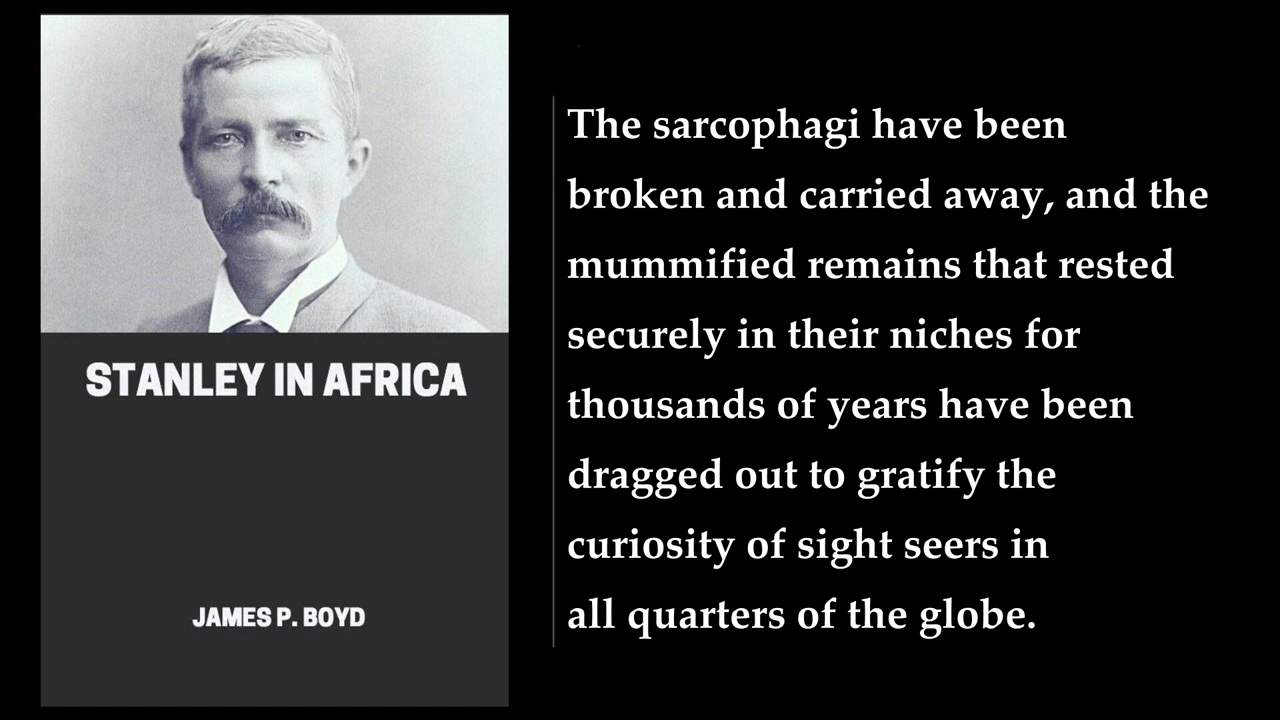 STANLEY IN AFRICA
JAMES P. BOYD
The sarcophagi have been
broken and carried away, and the
mummified remains that rested
securely in their niches for
thousands of years have been
dragged out to gratify the
curiosity of sight seers in
all quarters of the globe.